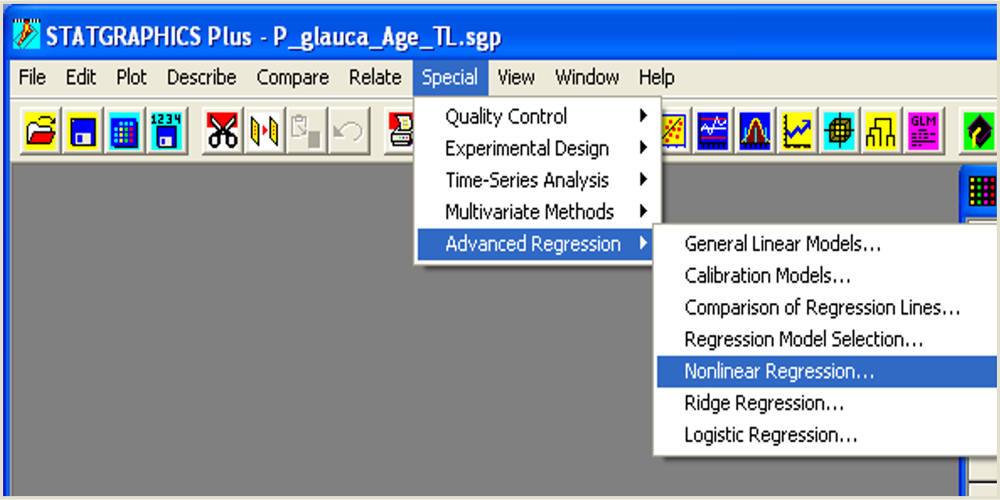 STATGRAPHICS Plus - P_glauca_Age_TL.sgp
File Edit Plot Describe Compare Relate Special View Window Help
1234
GLM
Quality Control
Experimental Design
Time-Series Analysis
Multivariate Methods
Advanced Regression
General Linear Models...
Calibration Models...
Comparison of Regression Lines...
Regression Model Selection...
Nonlinear Regression...
Ridge Regression...
Logistic Regression...